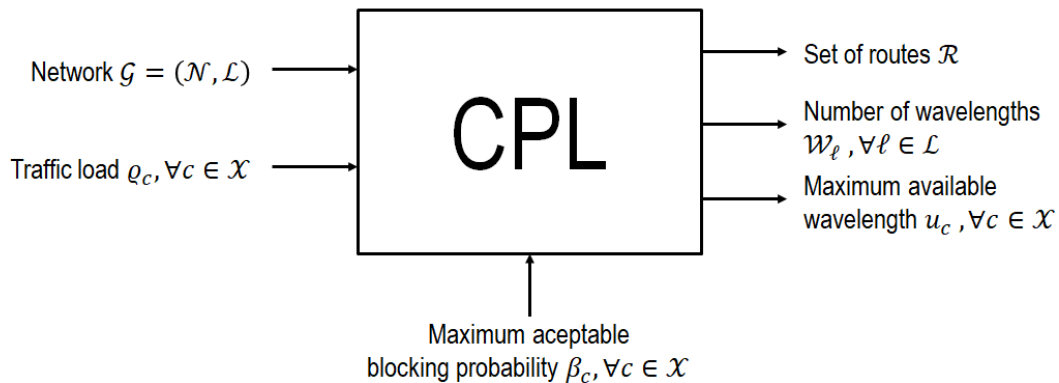 Network 𝒢 = (𝒩, ℒ)
Traffic load ϱ_c, ∀c ∈ 𝒳
CPL
Set of routes ℛ
Number of wavelengths
𝒲_ℓ , ∀ℓ ∈ ℒ
Maximum available
wavelength u_c , ∀c ∈ 𝒳
Maximum aceptable
blocking probability β_c, ∀c ∈ 𝒳